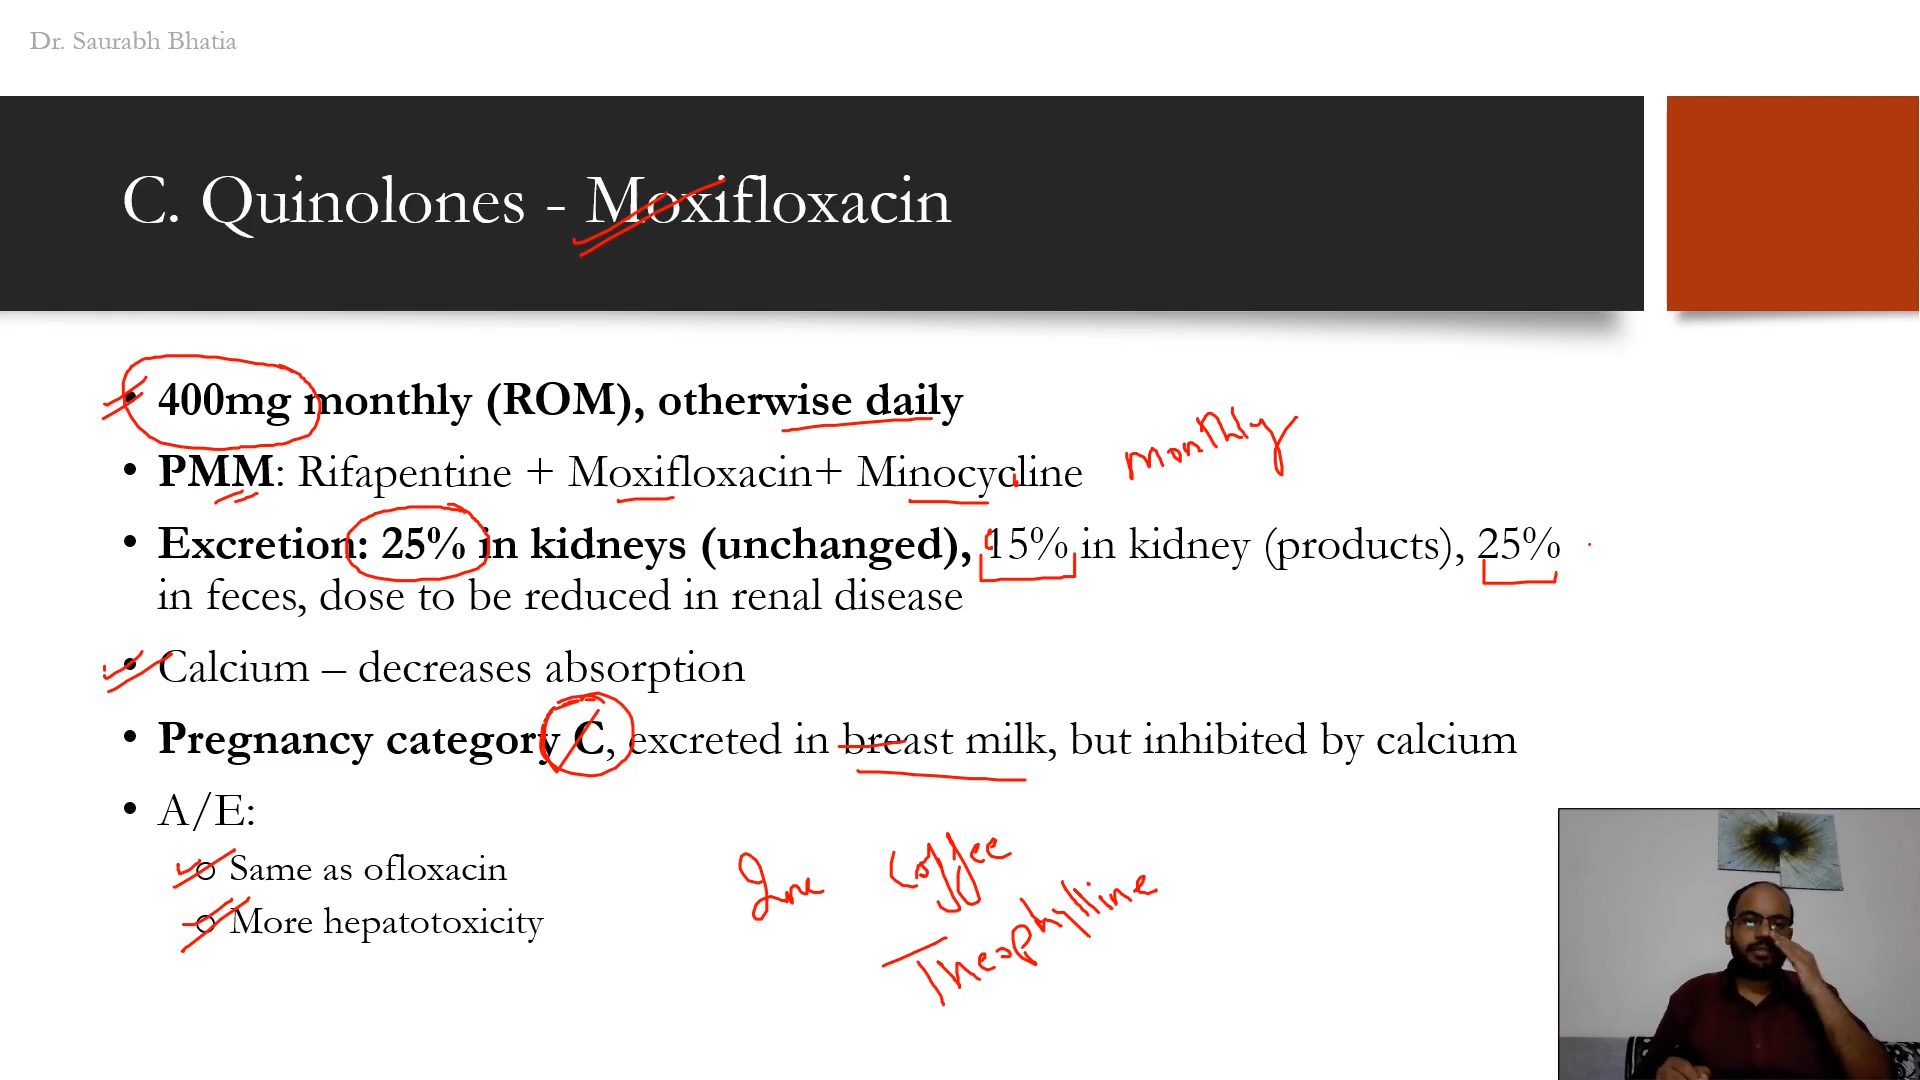 Dr. Saurabh Bhatia
C. Quinolones - Moxifloxacin
• 400mg monthly (ROM), otherwise daily
• PMM: Rifapentine + Moxifloxacin+ Minocycline
monthly
• Excretion: 25% in kidneys (unchanged), 15% in kidney (products), 25%
in feces, dose to be reduced in renal disease
• Calcium – decreases absorption
• Pregnancy category C, excreted in breast milk, but inhibited by calcium
• A/E:
o Same as ofloxacin
o More hepatotoxicity
Coffee
Theophylline